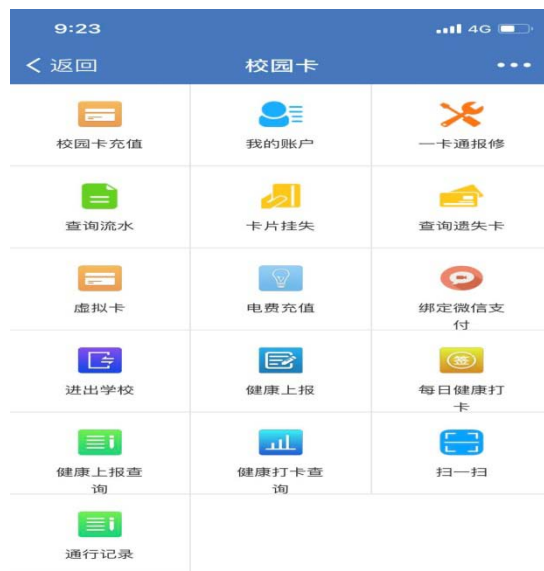 9:23 4G
返回 校园卡
校园卡充值 我的账户 一卡通报修
查询流水 卡片挂失 查询遗失卡
虚拟卡 电费充值 绑定微信支
付
进出学校 健康上报 每日健康打
卡
签
健康上报查 健康打卡查 扫一扫
询 询
通行记录